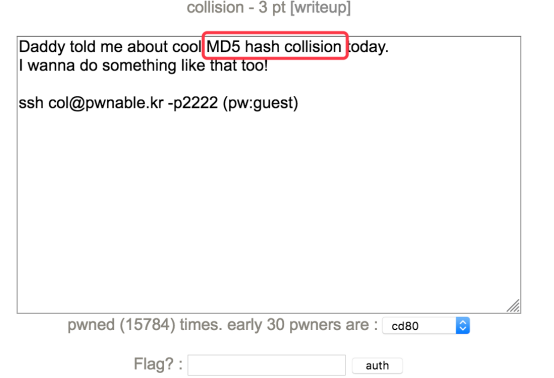 collision - 3 pt [writeup]
Daddy told me about cool MD5 hash collision today.
I wanna do something like that too!
ssh col@pwnable.kr -p2222 (pw:guest)
pwned (15784) times. early 30 pwners are : cd80
Flag? : auth